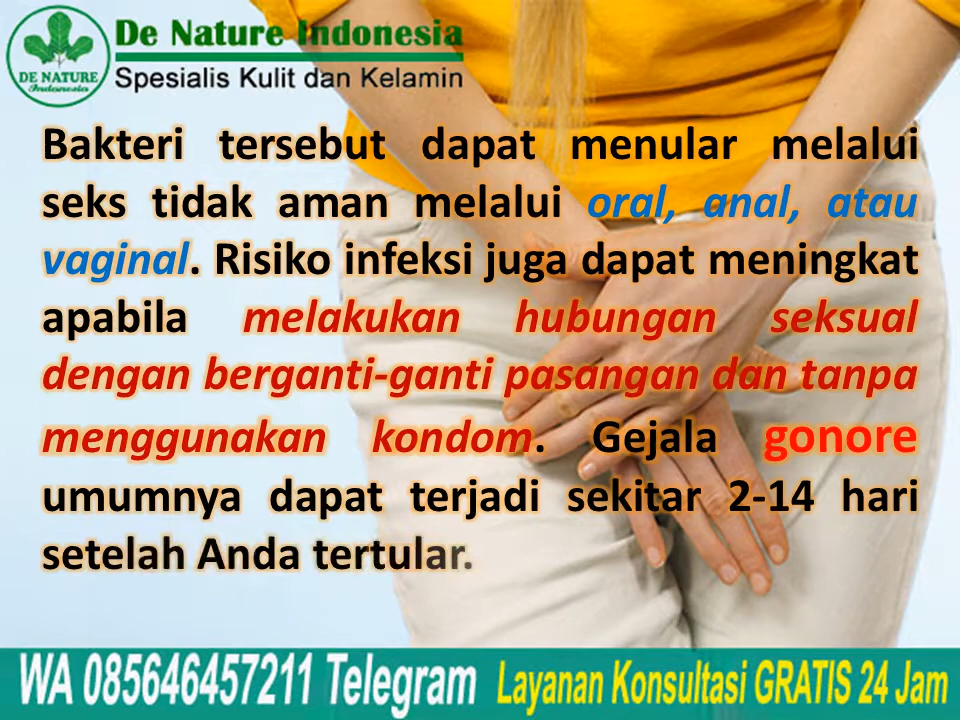 DE NATURE
Indonesia
De Nature Indonesia
Spesialis Kulit dan Kelamin
Bakteri tersebut dapat menular melalui
seks tidak aman melalui oral, anal, atau
vaginal. Risiko infeksi juga dapat meningkat
apabila melakukan hubungan seksual
dengan berganti-ganti pasangan dan tanpa
menggunakan kondom. Gejala gonore
umumnya dapat terjadi sekitar 2-14 hari
setelah Anda tertular.
WA 085646457211 Telegram Layanan Konsultasi GRATIS 24 Jam